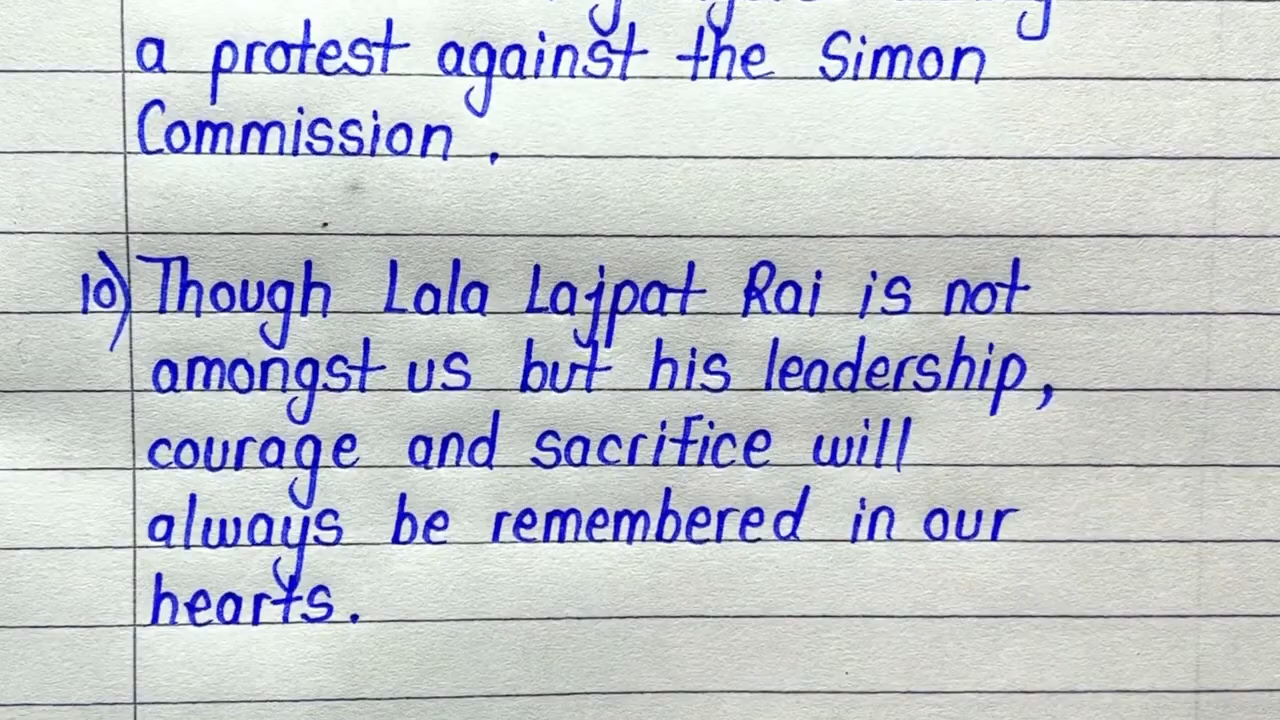 a protest against the Simon
Commission .
10) Though Lala Lajpat Rai is not
amongst us but his leadership,
courage and sacrifice will
always be remembered in our
hearts.